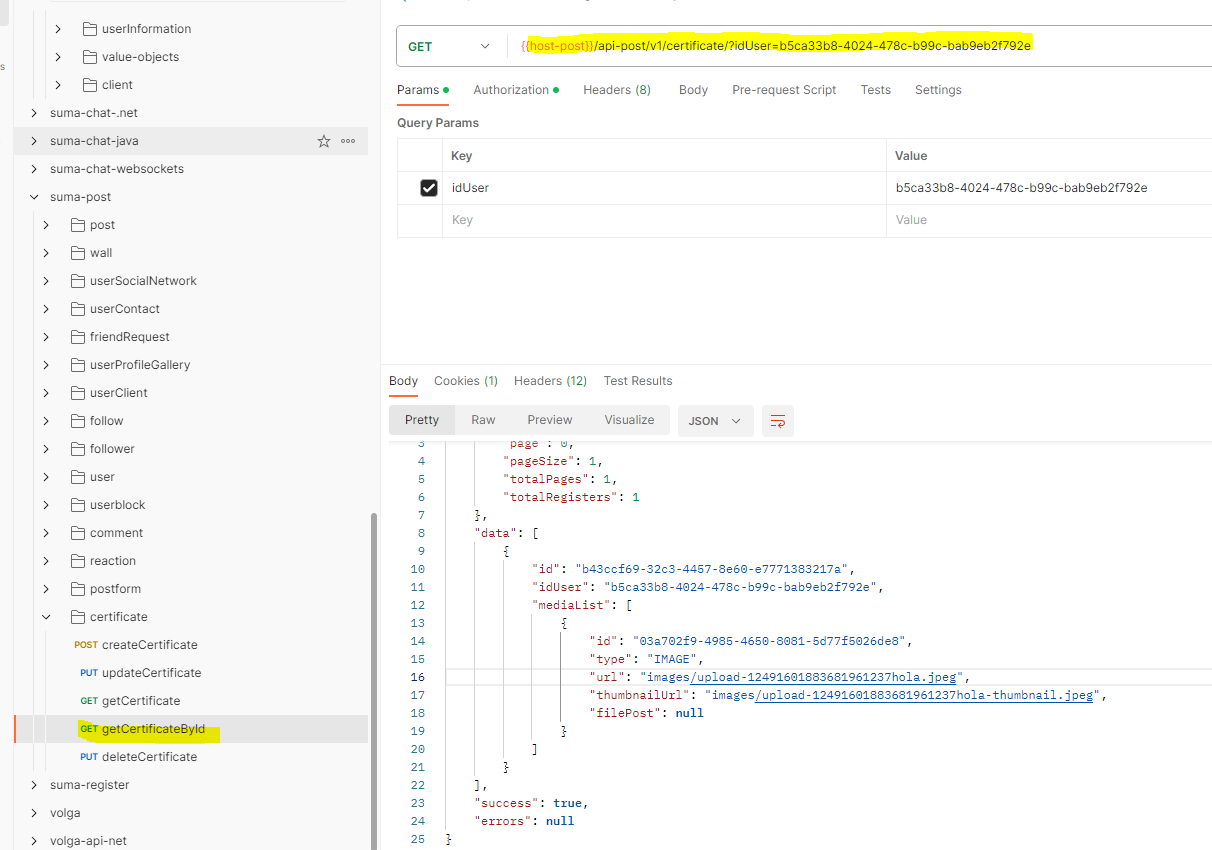 userInformation
value-objects
client
s
suma-chat-.net
suma-chat-java
suma-chat-websockets
suma-post
post
wall
userSocialNetwork
userContact
friendRequest
userProfileGallery
userClient
follow
follower
user
userblock
comment
reaction
postform
certificate
POST createCertificate
PUT updateCertificate
GET getCertificate
GET getCertificateById
PUT deleteCertificate
suma-register
volga
volga-api-net
GET {{host-post}}/api-post/v1/certificate/?idUser=b5ca33b8-4024-478c-b99c-bab9eb2f792e
Params Authorization Headers (8) Body Pre-request Script Tests Settings
Query Params
Key Value
idUser b5ca33b8-4024-478c-b99c-bab9eb2f792e
Key Value
Body Cookies (1) Headers (12) Test Results
Pretty Raw Preview Visualize JSON
3 "page": 0,
4 "pageSize": 1,
5 "totalPages": 1,
6 "totalRegisters": 1
7 },
8 "data": [
9 {
10 "id": "b43ccf69-32c3-4457-8e60-e7771383217a",
11 "idUser": "b5ca33b8-4024-478c-b99c-bab9eb2f792e",
12 "mediaList": [
13 {
14 "id": "03a702f9-4985-4650-8081-5d77f5026de8",
15 "type": "IMAGE",
16 "url": "images/upload-12491601883681961237hola.jpeg",
17 "thumbnailUrl": "images/upload-12491601883681961237hola-thumbnail.jpeg",
18 "filePost": null
19 }
20 ]
21 }
22 ],
23 "success": true,
24 "errors": null
25 }